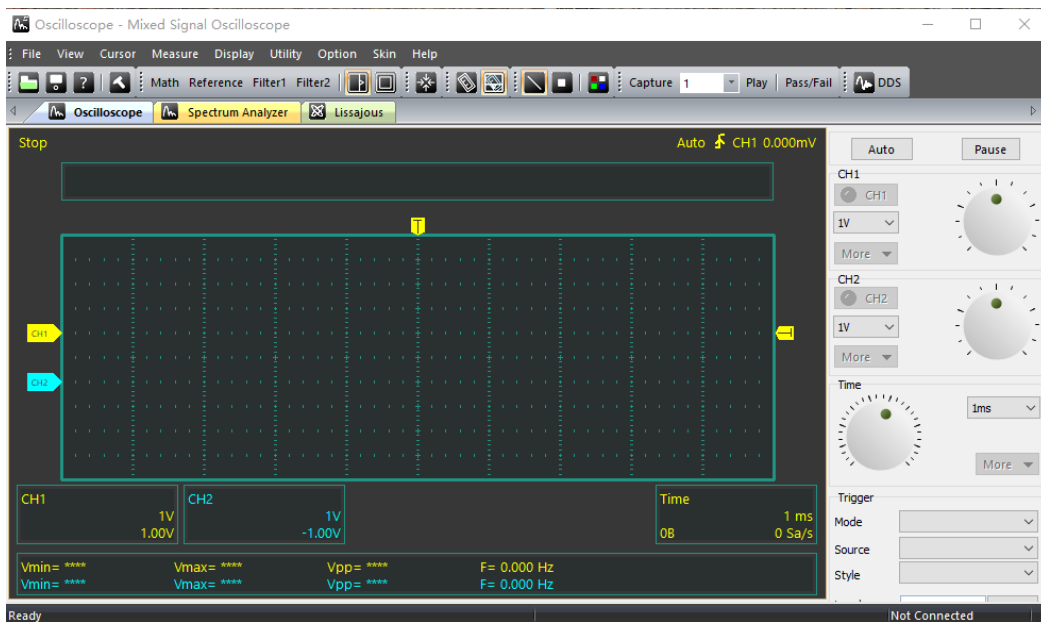 Oscilloscope - Mixed Signal Oscilloscope
File View Cursor Measure Display Utility Option Skin Help
? Math Reference Filter1 Filter2 Capture 1 Play Pass/Fail DDS
Oscilloscope Spectrum Analyzer Lissajous
Stop Auto CH1 0.000mV
T
CH1
CH2
CH1 CH2 Time
1V 1V 1 ms
1.00V -1.00V 0B 0 Sa/s
Vmin= **** Vmax= **** Vpp= **** F= 0.000 Hz
Vmin= **** Vmax= **** Vpp= **** F= 0.000 Hz
Auto Pause
CH1
CH1
1V
More
CH2
CH2
1V
More
Time
1ms
More
Trigger
Mode
Source
Style
Ready Not Connected